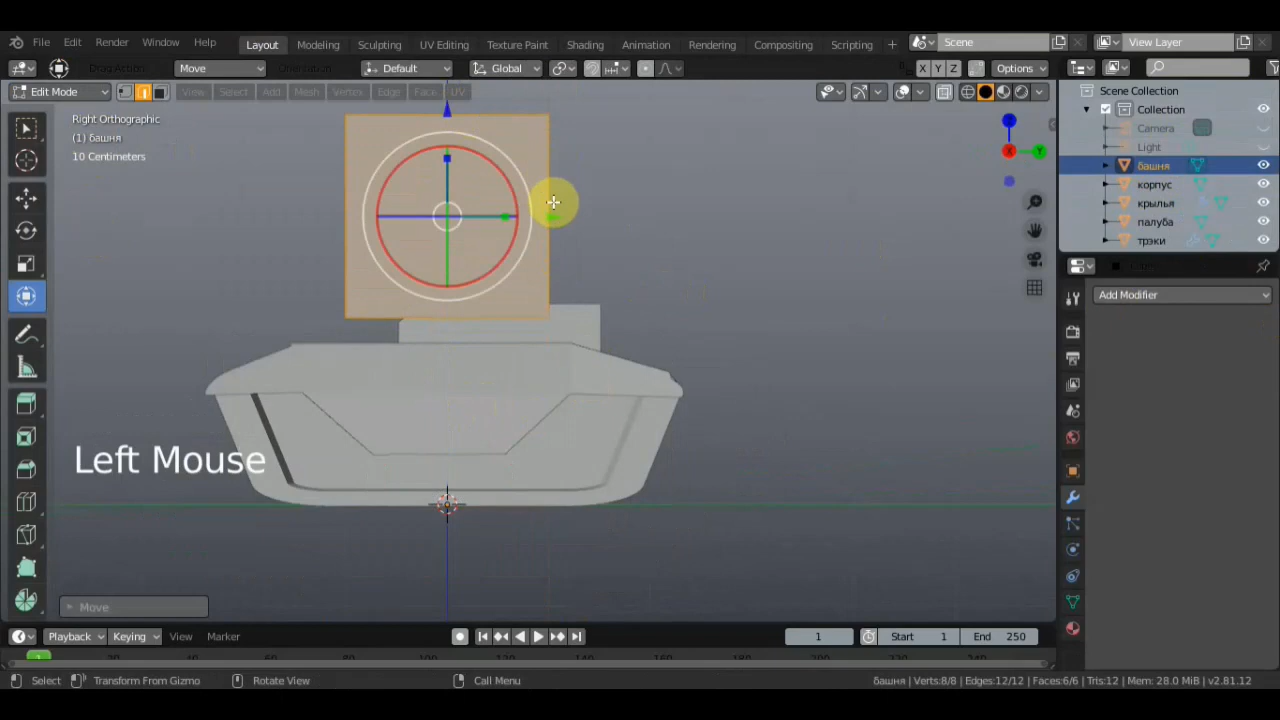 File Edit Render Window Help Layout Modeling Sculpting UV Editing Texture Paint Shading Animation Rendering Compositing Scripting + Scene View Layer
Drag Action: Move Orientation: Default Global X Y Z Options
Edit Mode View Select Add Mesh Vertex Edge Face UV
Right Orthographic
(1) башня
10 Centimeters
Scene Collection
Collection
Camera
Light
башня
корпус
крылья
палуба
трэки
Add Modifier
Left Mouse
Move
Playback Keying View Marker 1 Start 1 End 250
1
Select Transform From Gizmo Rotate View Call Menu башня | Verts:8/8 | Edges:12/12 | Faces:6/6 | Tris:12 | Mem: 28.0 MiB | v2.81.12